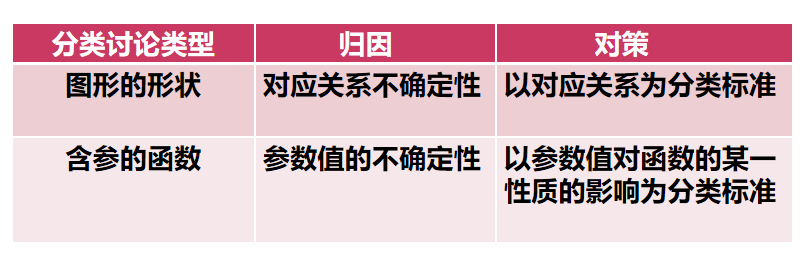 分类讨论类型 归因 对策
图形的形状 对应关系不确定性 以对应关系为分类标准
含参的函数 参数值的不确定性 以参数值对函数的某一
性质的影响为分类标准